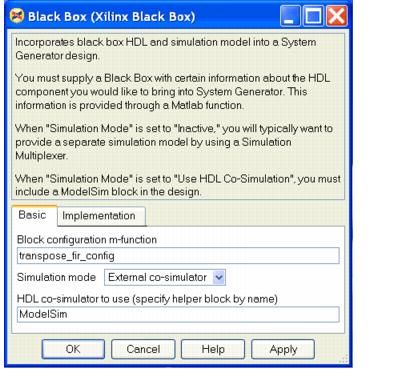 Black Box (Xilinx Black Box)
Incorporates black box HDL and simulation model into a System
Generator design.
You must supply a Black Box with certain information about the HDL
component you would like to bring into System Generator. This
information is provided through a Matlab function.
When "Simulation Mode" is set to "Inactive," you will typically want to
provide a separate simulation model by using a Simulation
Multiplexer.
When "Simulation Mode" is set to "Use HDL Co-Simulation", you must
include a ModelSim block in the design.
Basic Implementation
Block configuration m-function
transpose_fir_config
Simulation mode External co-simulator
HDL co-simulator to use (specify helper block by name)
ModelSim
OK Cancel Help Apply